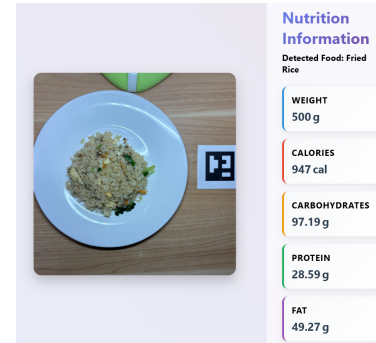 Nutrition
Information
Detected Food: Fried
Rice
WEIGHT
500 g
CALORIES
947 cal
CARBOHYDRATES
97.19 g
PROTEIN
28.59 g
FAT
49.27 g